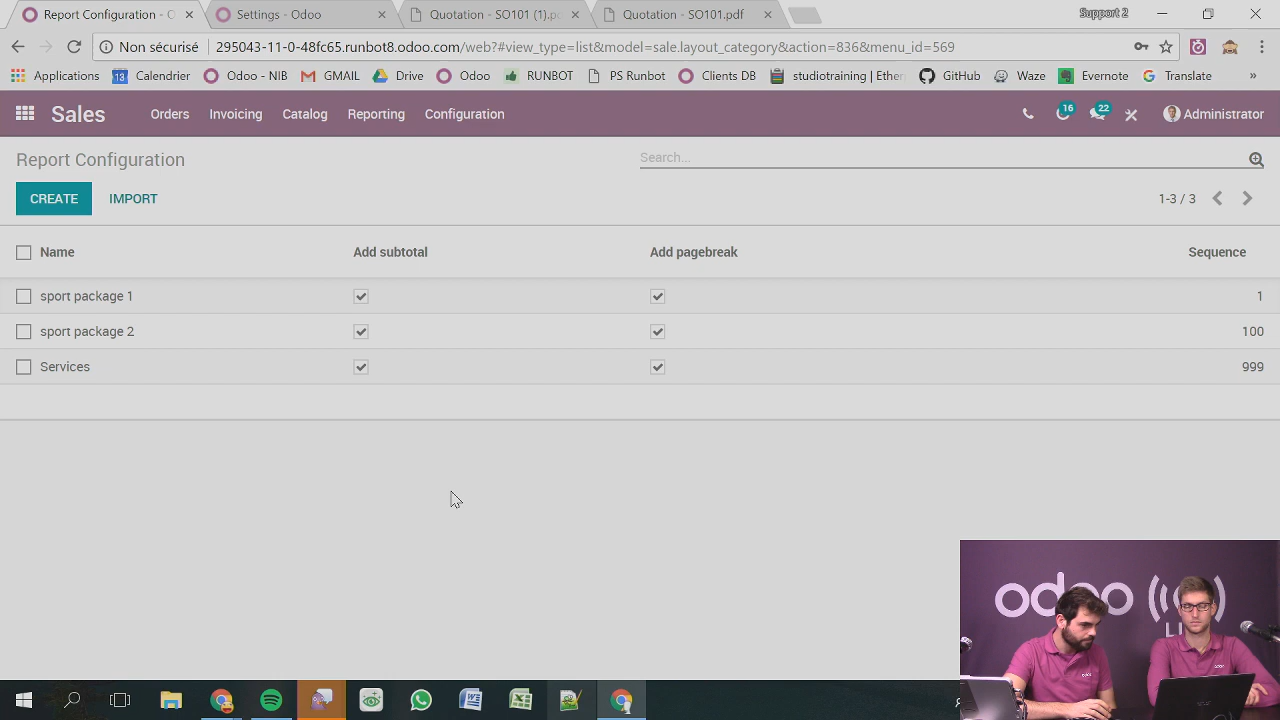 Report Configuration -
Settings - Odoo
Quotation - SO101 (1).p
Quotation - SO101.pdf
Support 2
Non sécurisé
295043-11-0-48fc65.runbot8.odoo.com/web?#view_type=list&model=sale.layout_category&action=836&menu_id=569
Applications
Calendrier
Odoo - NIB
GMAIL
Drive
Odoo
RUNBOT
PS Runbot
Clients DB
studiotraining | Ether
GitHub
Waze
Evernote
Translate
»
Sales
Orders
Invoicing
Catalog
Reporting
Configuration
16
22
Administrator
Report Configuration
Search...
CREATE
IMPORT
1-3 / 3
Name
Add subtotal
Add pagebreak
Sequence
sport package 1
1
sport package 2
100
Services
999
odoo